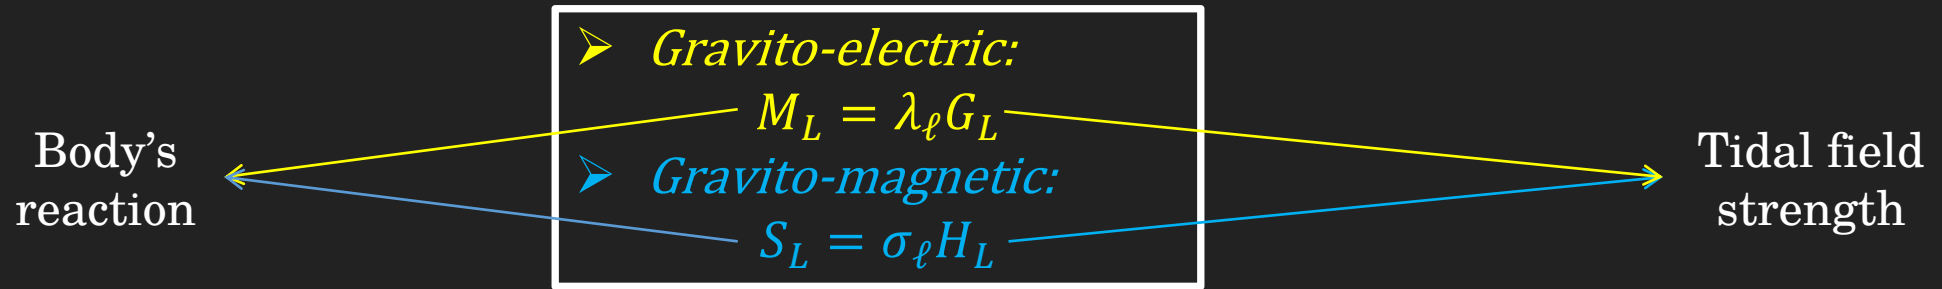 ➢ Gravito-electric:
M_L = λ_ℓ G_L
➢ Gravito-magnetic:
S_L = σ_ℓ H_L
Body’s
reaction
Tidal field
strength